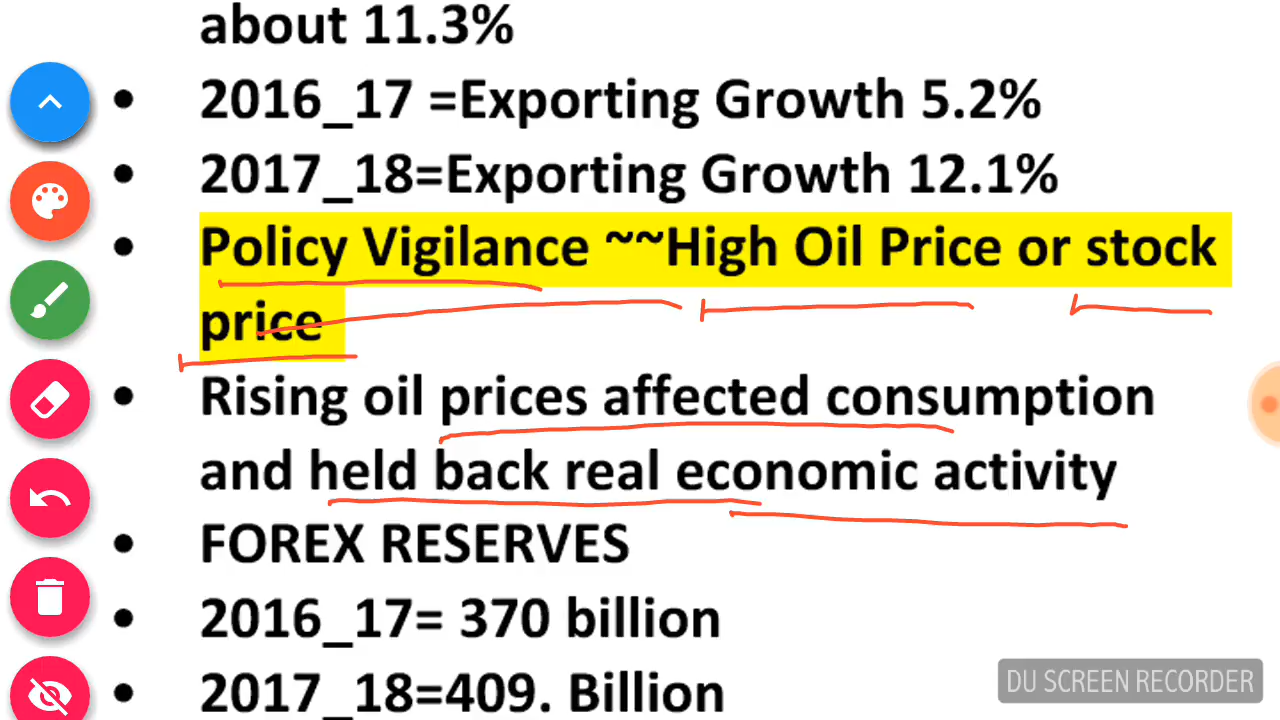 about 11.3%
• 2016_17 =Exporting Growth 5.2%
• 2017_18=Exporting Growth 12.1%
• Policy Vigilance ~~High Oil Price or stock
price
• Rising oil prices affected consumption
and held back real economic activity
• FOREX RESERVES
• 2016_17= 370 billion
• 2017_18=409. Billion
DU SCREEN RECORDER